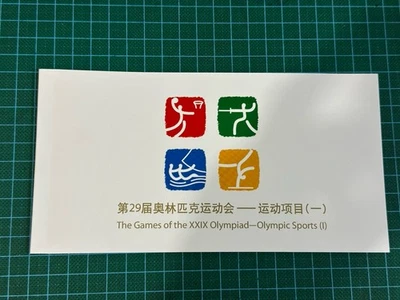 第29届奥林匹克运动会——运动项目(一)
The Games of the XXIX Olympiad—Olympic Sports (I)